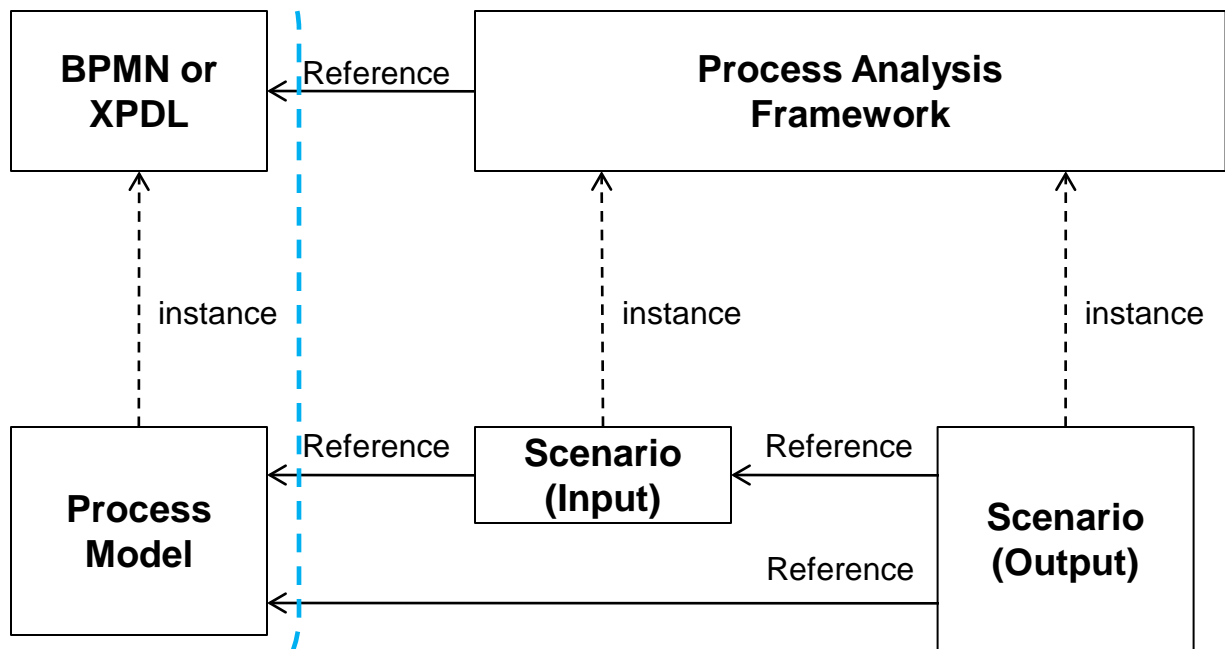 BPMN or
XPDL
Reference
Process Analysis
Framework
instance
instance
instance
Process
Model
Reference
Scenario
(Input)
Reference
Scenario
(Output)
Reference